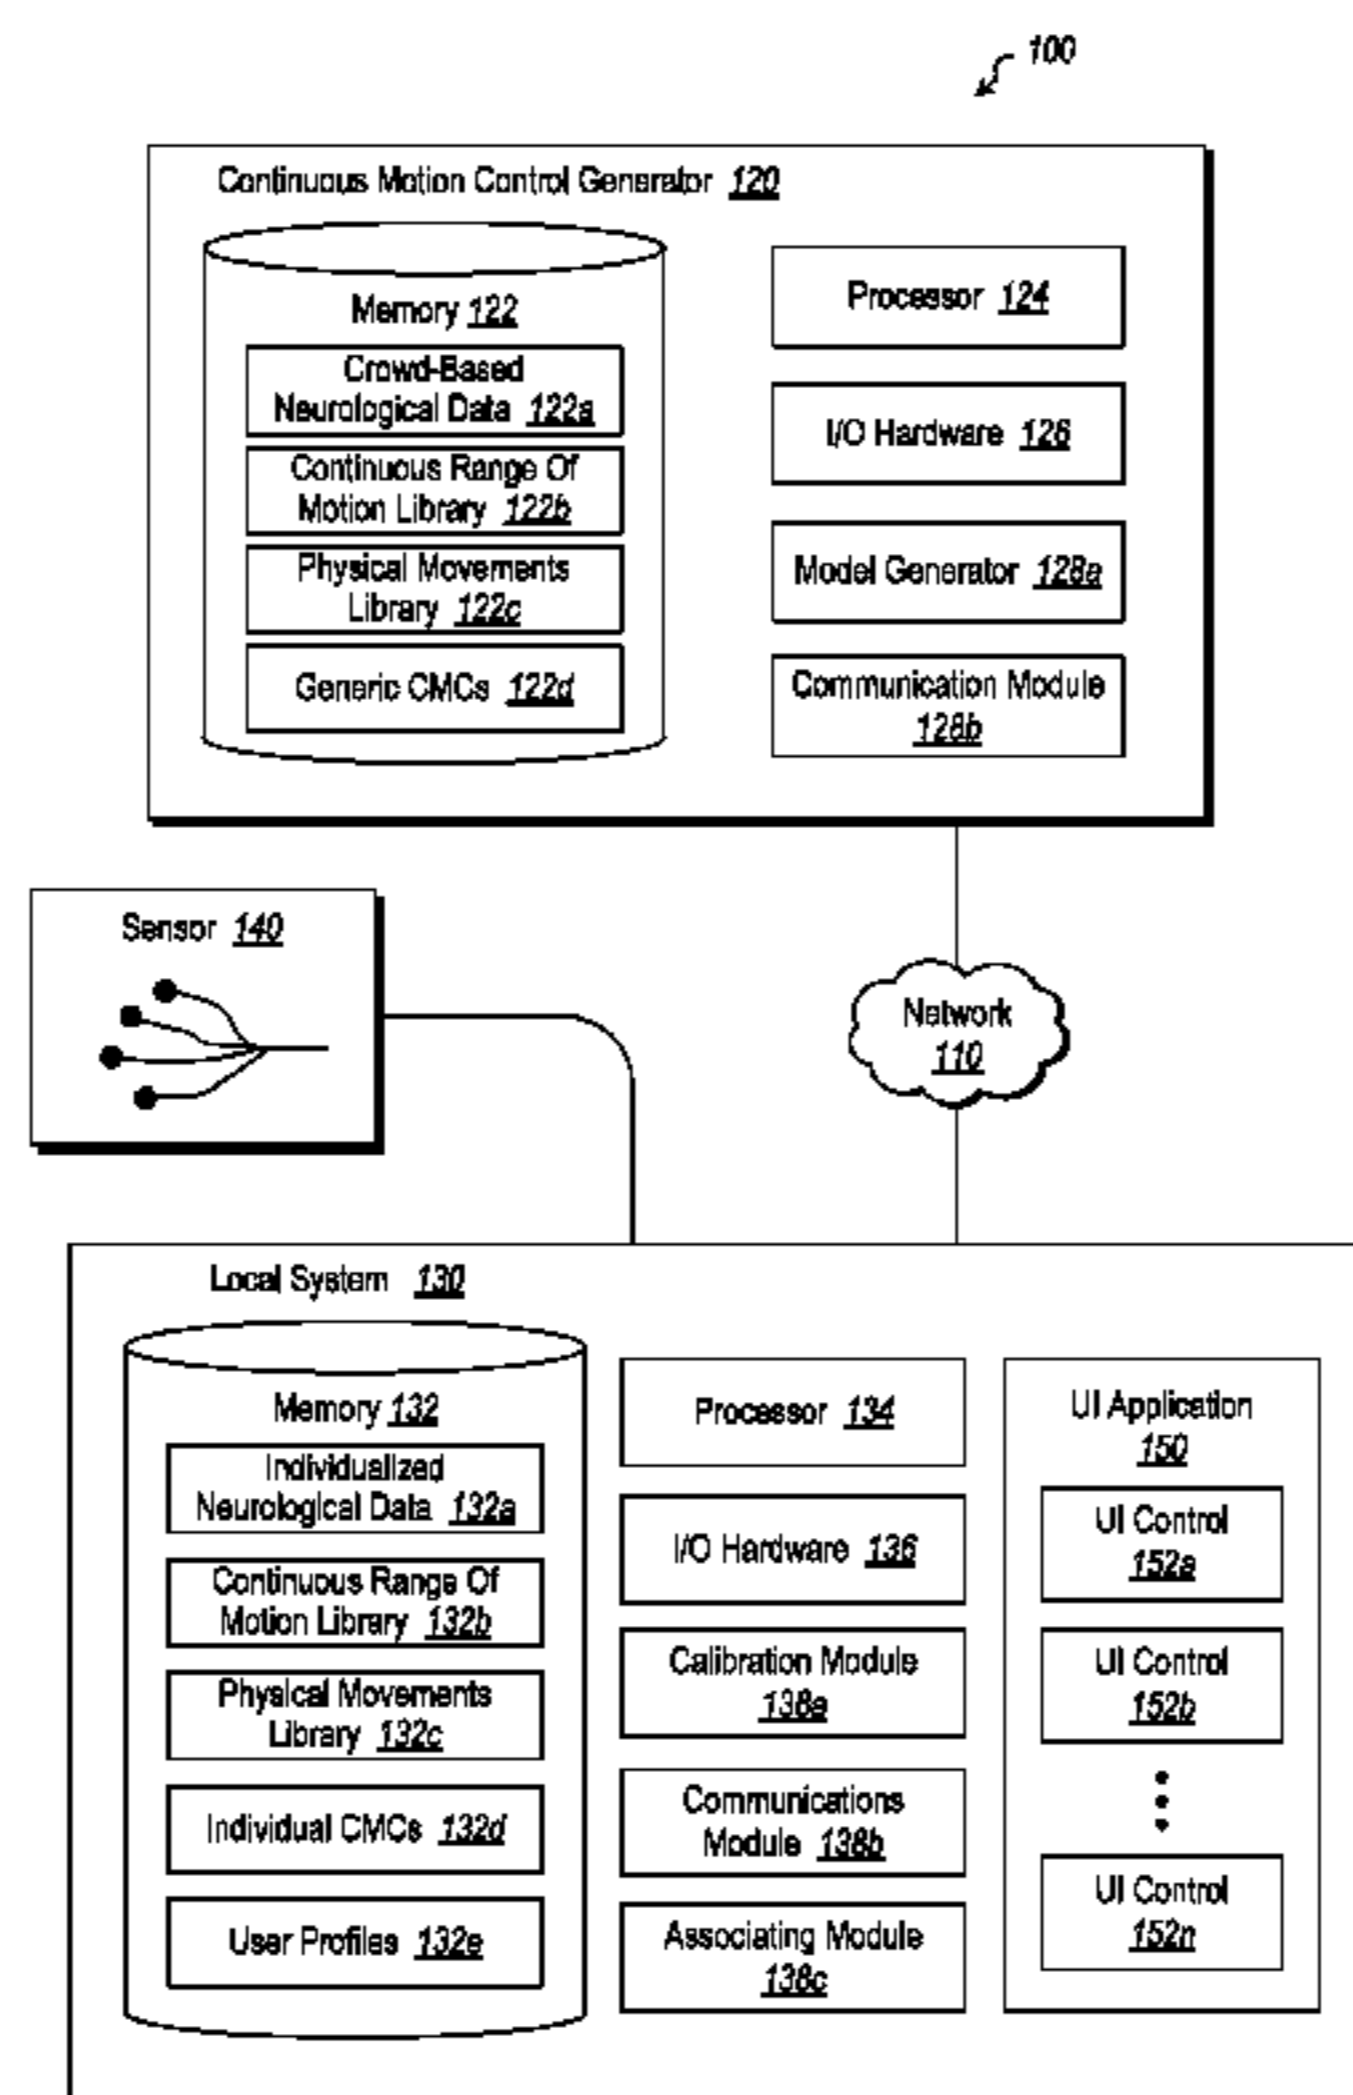 100
Continuous Motion Control Generator 120
Memory 122
Crowd-Based
Neurological Data 122a
Continuous Range Of
Motion Library 122b
Physical Movements
Library 122c
Generic CMCs 122d
Processor 124
I/O Hardware 126
Model Generator 128a
Communication Module
128b
Sensor 140
Network
110
Local System 130
Memory 132
Individualized
Neurological Data 132a
Continuous Range Of
Motion Library 132b
Physical Movements
Library 132c
Individual CMCs 132d
User Profiles 132e
Processor 134
I/O Hardware 136
Calibration Module
138a
Communications
Module 138b
Associating Module
138c
UI Application
150
UI Control
152a
UI Control
152b
UI Control
152n